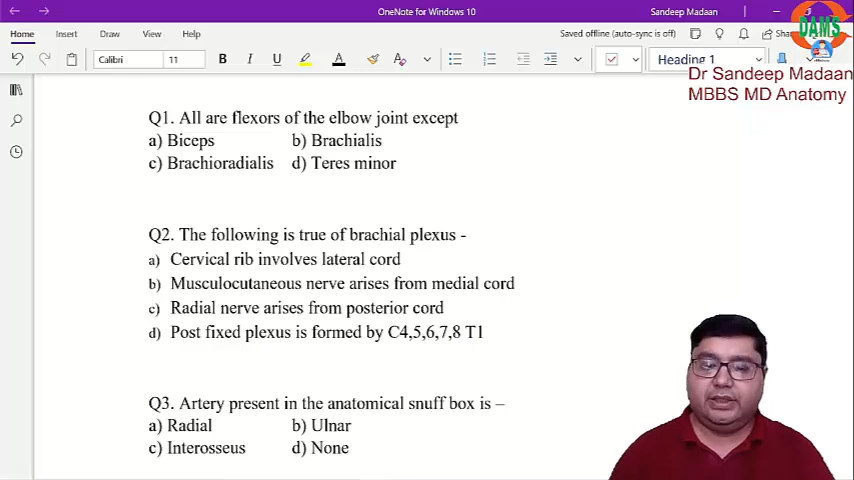 OneNote for Windows 10
Sandeep Madaan
Home Insert Draw View Help
Saved offline (auto-sync is off)
Calibri 11 B I U A Heading 1
DAMS
Dr Sandeep Madaan
MBBS MD Anatomy
Q1. All are flexors of the elbow joint except
a) Biceps b) Brachialis
c) Brachioradialis d) Teres minor
Q2. The following is true of brachial plexus -
a) Cervical rib involves lateral cord
b) Musculocutaneous nerve arises from medial cord
c) Radial nerve arises from posterior cord
d) Post fixed plexus is formed by C4,5,6,7,8 T1
Q3. Artery present in the anatomical snuff box is –
a) Radial b) Ulnar
c) Interosseus d) None